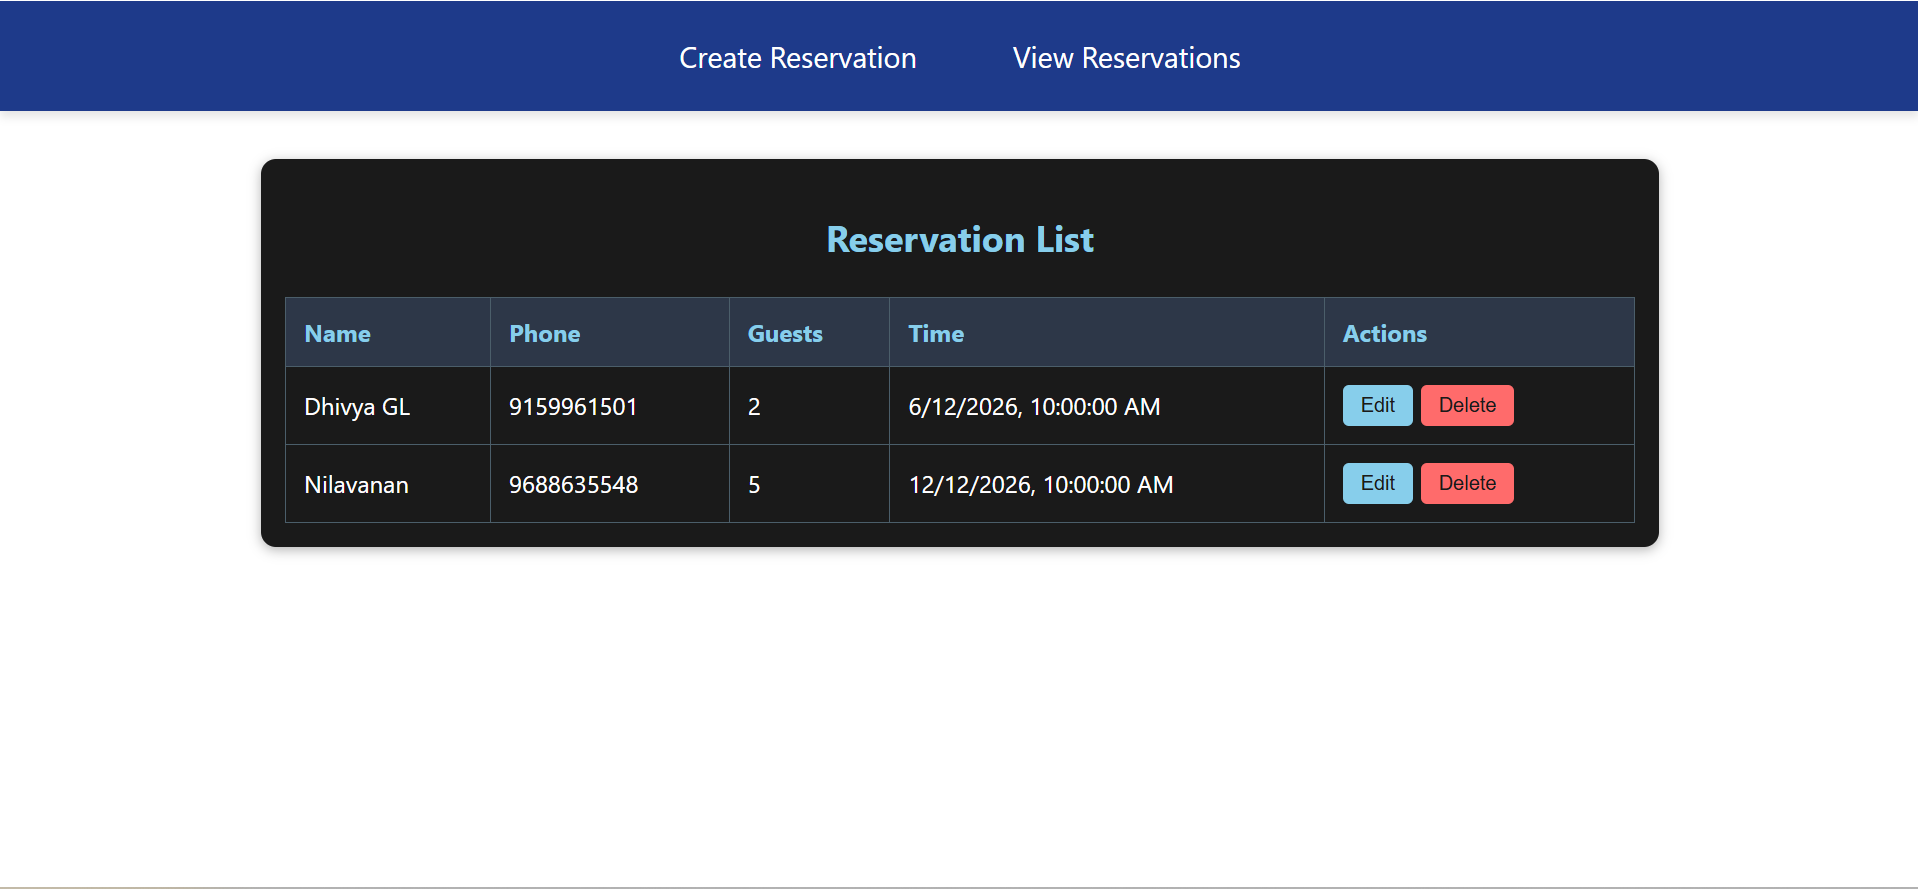 Create Reservation View Reservations
Reservation List
Name Phone Guests Time Actions
Dhivya GL 9159961501 2 6/12/2026, 10:00:00 AM Edit Delete
Nilavanan 9688635548 5 12/12/2026, 10:00:00 AM Edit Delete